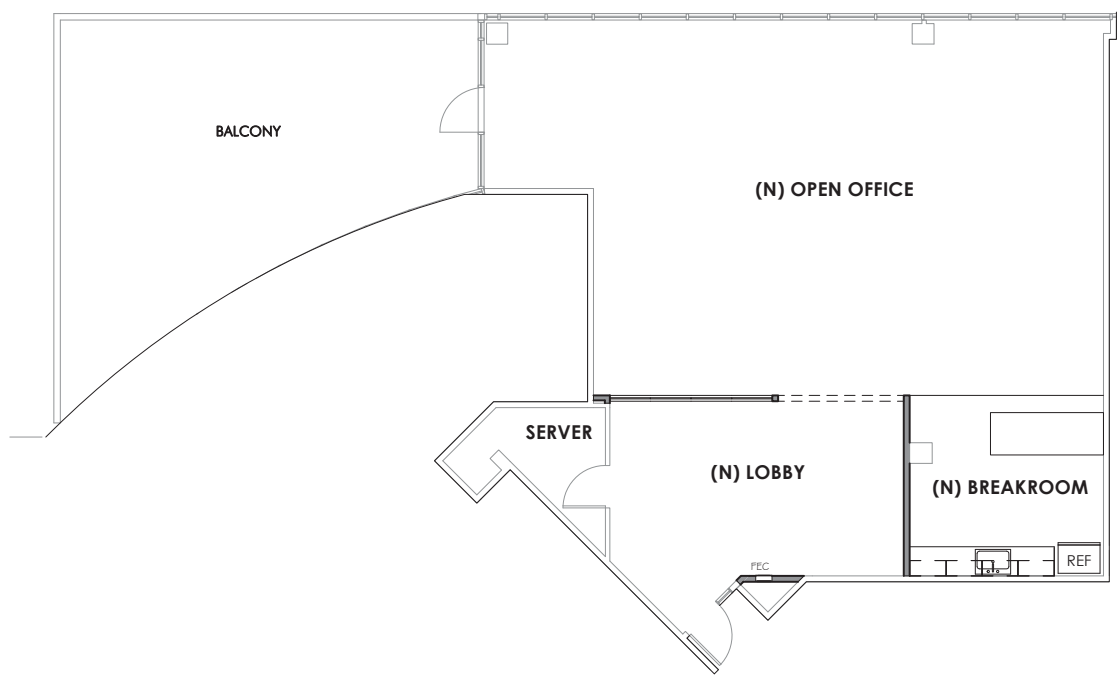 BALCONY
(N) OPEN OFFICE
SERVER
(N) LOBBY
(N) BREAKROOM
FEC
REF